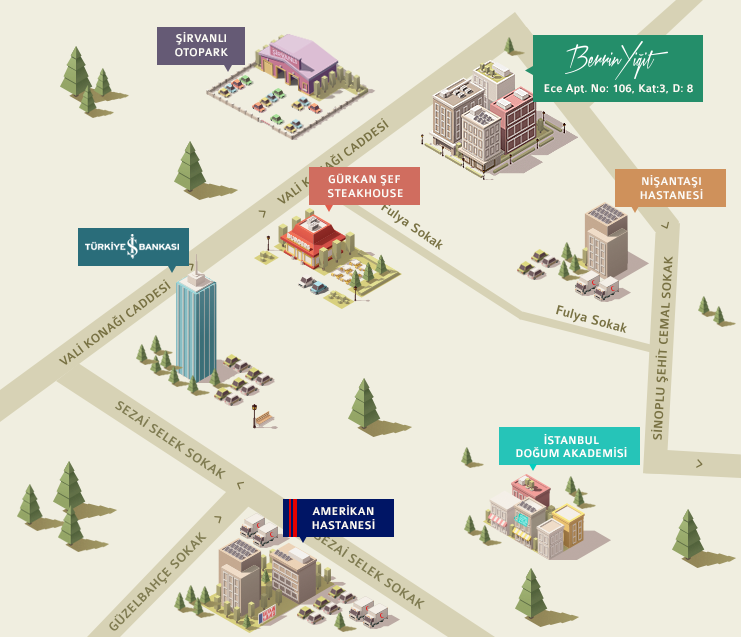 ŞİRVANLI
OTOPARK
Berrin Yiğit
Ece Apt. No: 106, Kat:3, D: 8
VALİ KONAĞI CADDESİ
GÜRKAN ŞEF
STEAKHOUSE
NİŞANTAŞI
HASTANESİ
Fulya Sokak
TÜRKİYE İŞ BANKASI
VALİ KONAĞI CADDESİ
Fulya Sokak
SİNOPLU ŞEHİT CEMAL SOKAK
SEZAİ SELEK SOKAK
İSTANBUL
DOĞUM AKADEMİSİ
AMERİKAN
HASTANESİ
GÜZELBAHÇE SOKAK
SEZAİ SELEK SOKAK